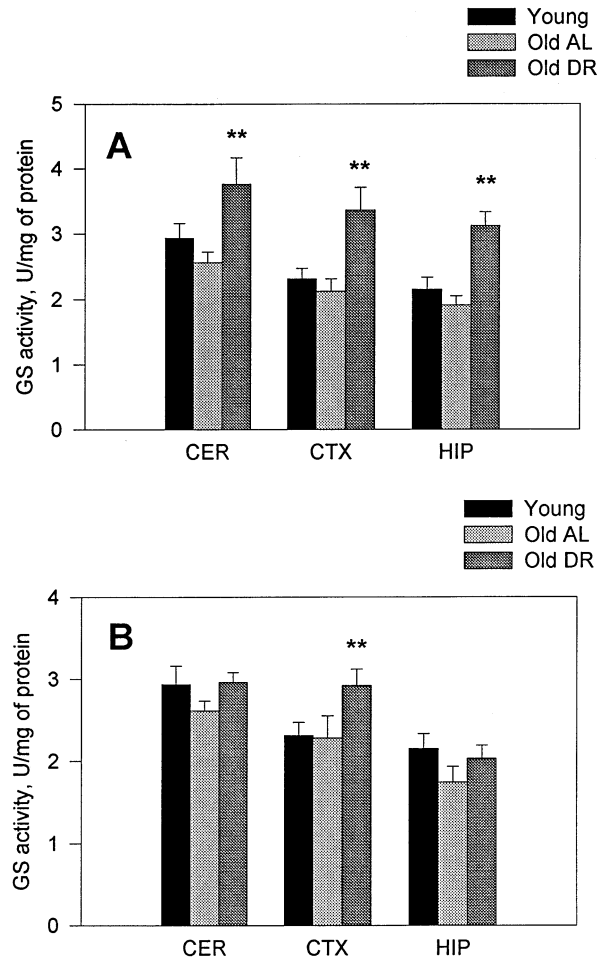 Young
Old AL
Old DR
GS activity, U/mg of protein
5
4
3
2
1
0
A
**
**
**
CER CTX HIP
Young
Old AL
Old DR
GS activity, U/mg of protein
4
3
2
1
0
B
**
CER CTX HIP